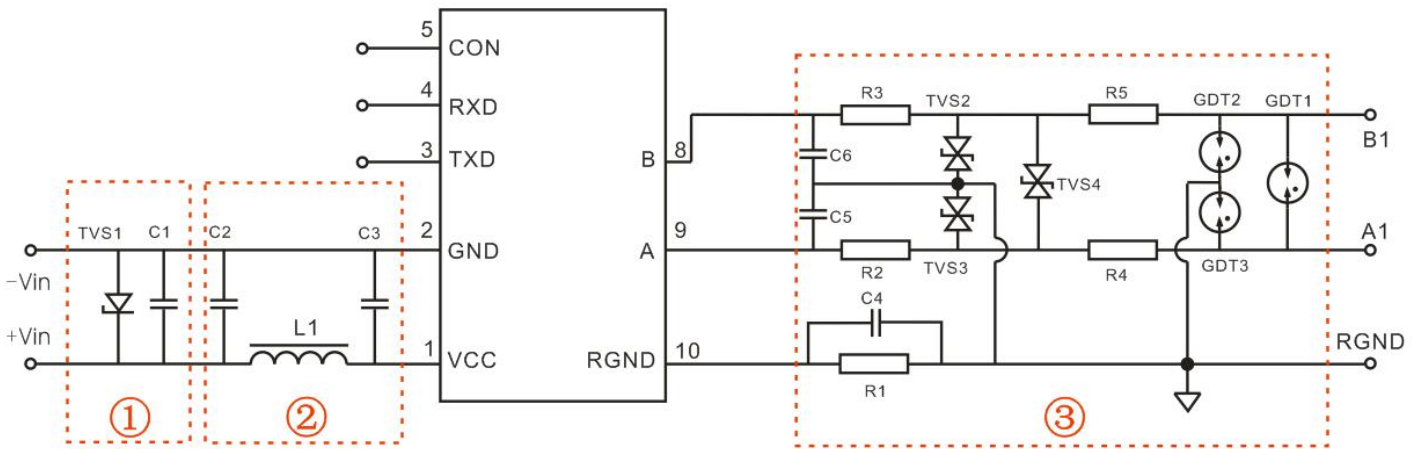 5
CON
4
RXD
3
TXD
2
GND
1
VCC
B
8
A
9
RGND
10
TVS1
C1
C2
C3
−Vin
+Vin
L1
①
②
R3
TVS2
R5
GDT2
GDT1
B1
C6
TVS4
C5
A1
R2
TVS3
R4
GDT3
C4
R1
RGND
③